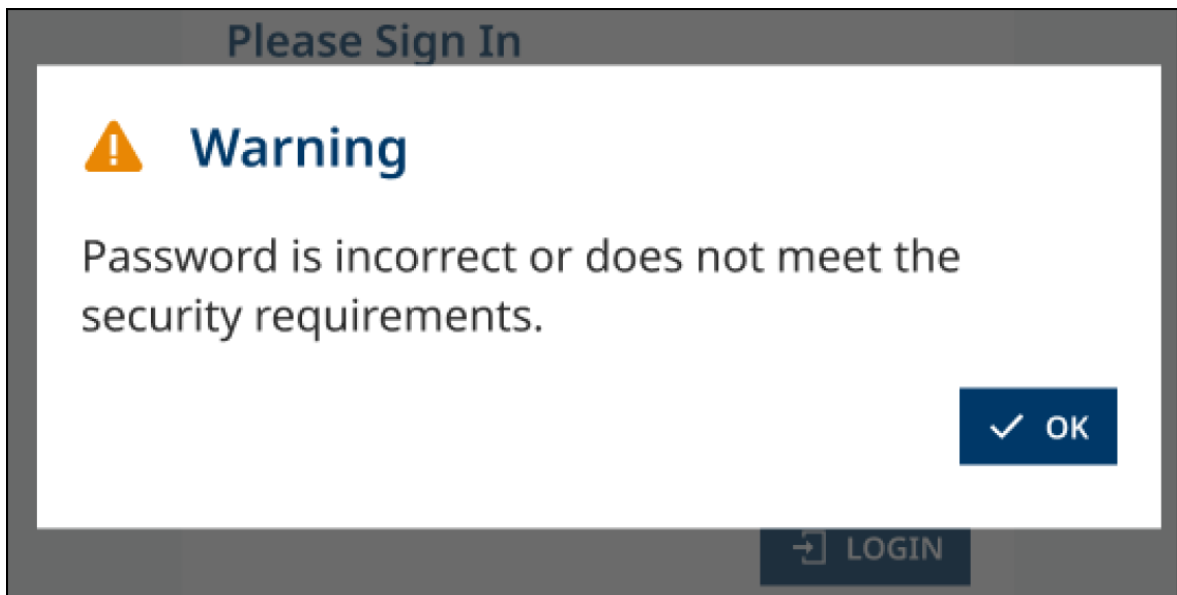 Please Sign In
Warning
Password is incorrect or does not meet the
security requirements.
OK
LOGIN